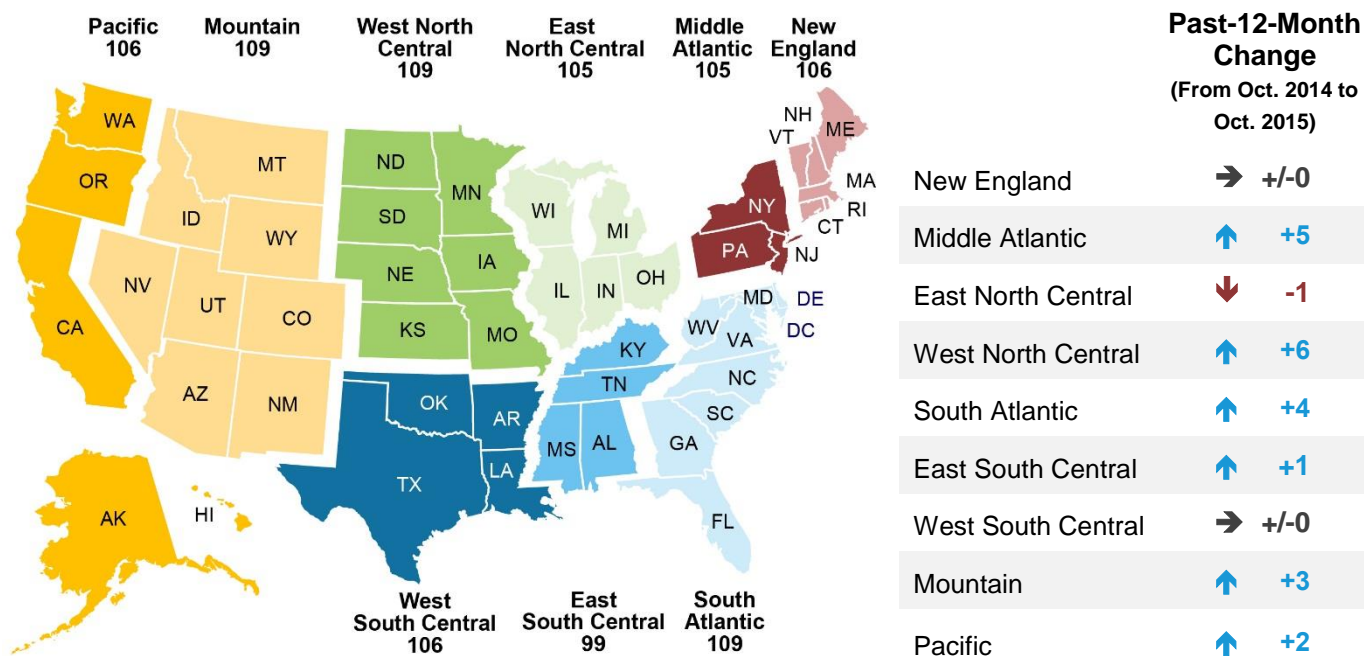 Pacific
106
Mountain
109
West North
Central
109
East
North Central
105
Middle
Atlantic
105
New
England
106
WA
OR
CA
AK
HI
MT
ID
WY
NV
UT
CO
AZ
NM
ND
SD
NE
KS
MN
IA
MO
OK
AR
TX
LA
WI
MI
IL
IN
OH
KY
TN
MS
AL
NY
PA
NJ
NH
VT
ME
MA
RI
CT
MD
DE
DC
WV
VA
NC
SC
GA
FL
West
South Central
106
East
South Central
99
South
Atlantic
109
Past-12-Month
Change
(From Oct. 2014 to
Oct. 2015)
New England ➔ +/-0
Middle Atlantic ↑ +5
East North Central ↓ -1
West North Central ↑ +6
South Atlantic ↑ +4
East South Central ↑ +1
West South Central ➔ +/-0
Mountain ↑ +3
Pacific ↑ +2